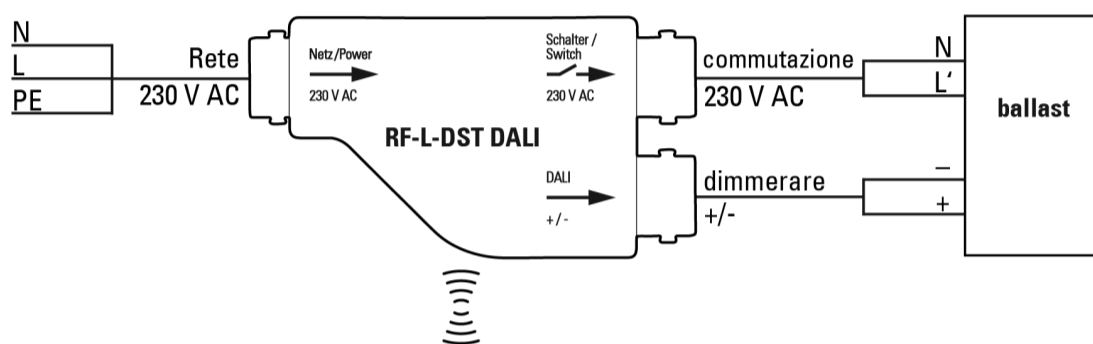 N
L
PE
Rete
230 V AC
Netz/Power
230 V AC
Schalter /
Switch
230 V AC
RF-L-DST DALI
DALI
+/-
commutazione
230 V AC
dimmerare
+/-
N
L‘
–
+
ballast